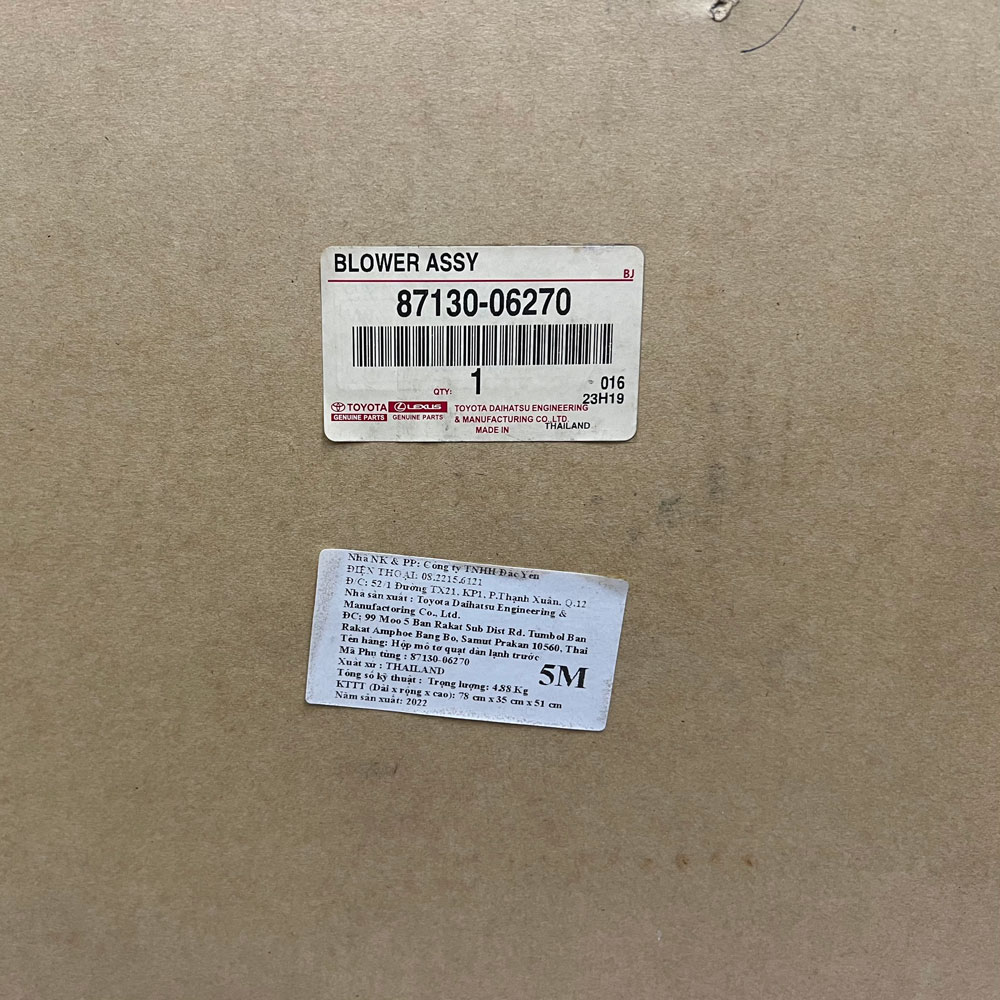 BLOWER ASSY
BJ
87130-06270
QTY: 1
016
23H19
TOYOTA LEXUS
GENUINE PARTS GENUINE PARTS
TOYOTA DAIHATSU ENGINEERING
& MANUFACTURING CO.,LTD.
MADE IN THAILAND
Nhà NK & PP: Công ty TNHH Đắc Yến
ĐIỆN THOẠI: 08.2215.6121
Đ/C: 52/1 Đường TX21, KP1, P.Thạnh Xuân, Q.12
Nhà sản xuất : Toyota Daihatsu Engineering &
Manufactoring Co., Ltd.
ĐC: 99 Moo 5 Ban Rakat Sub Dist Rd. Tumbol Ban
Rakat Amphoe Bang Bo, Samut Prakan 10560, Thai
Tên hàng: Hộp mô tơ quạt dàn lạnh trước
Mã Phụ tùng : 87130-06270
Xuất xứ : THAILAND
Tổng số kỹ thuật : Trọng lượng: 4.88 Kg
KTTT (Dài x rộng x cao): 78 cm x 35 cm x 51 cm
Năm sản xuất: 2022
5M